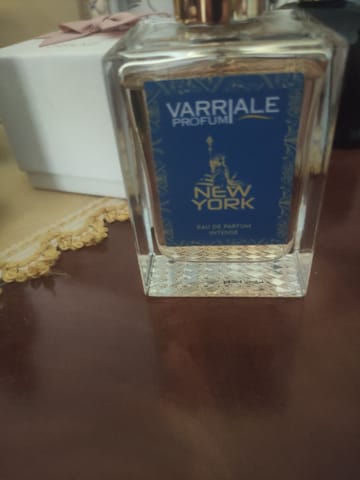 VARRIALE
PROFUMI
NEW
YORK
EAU DE PARFUM
INTENSE